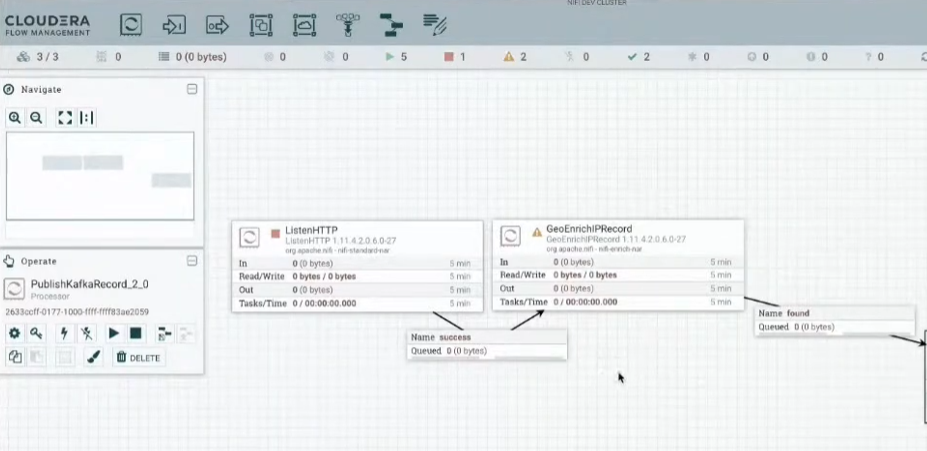 NIFI DEV CLUSTER
CLOUDERA
FLOW MANAGEMENT
3 / 3 0 0 (0 bytes) 0 0 5 1 2 0 2 0 0 0 ? 0
Navigate
Operate
PublishKafkaRecord_2_0
Processor
DELETE
ListenHTTP
ListenHTTP 1.11.4.2.0.6.0-27
org.apache.nifi - nifi-standard-nar
In 0 (0 bytes) 5 min
Read/Write 0 bytes / 0 bytes 5 min
Out 0 (0 bytes) 5 min
Tasks/Time 0 / 00:00:00.000 5 min
Name success
Queued 0 (0 bytes)
GeoEnrichIPRecord
GeoEnrichIPRecord 1.11.4.2.0.6.0-27
org.apache.nifi - nifi-enrich-nar
In 0 (0 bytes) 5 min
Read/Write 0 bytes / 0 bytes 5 min
Out 0 (0 bytes) 5 min
Tasks/Time 0 / 00:00:00.000 5 min
Name found
Queued 0 (0 bytes)